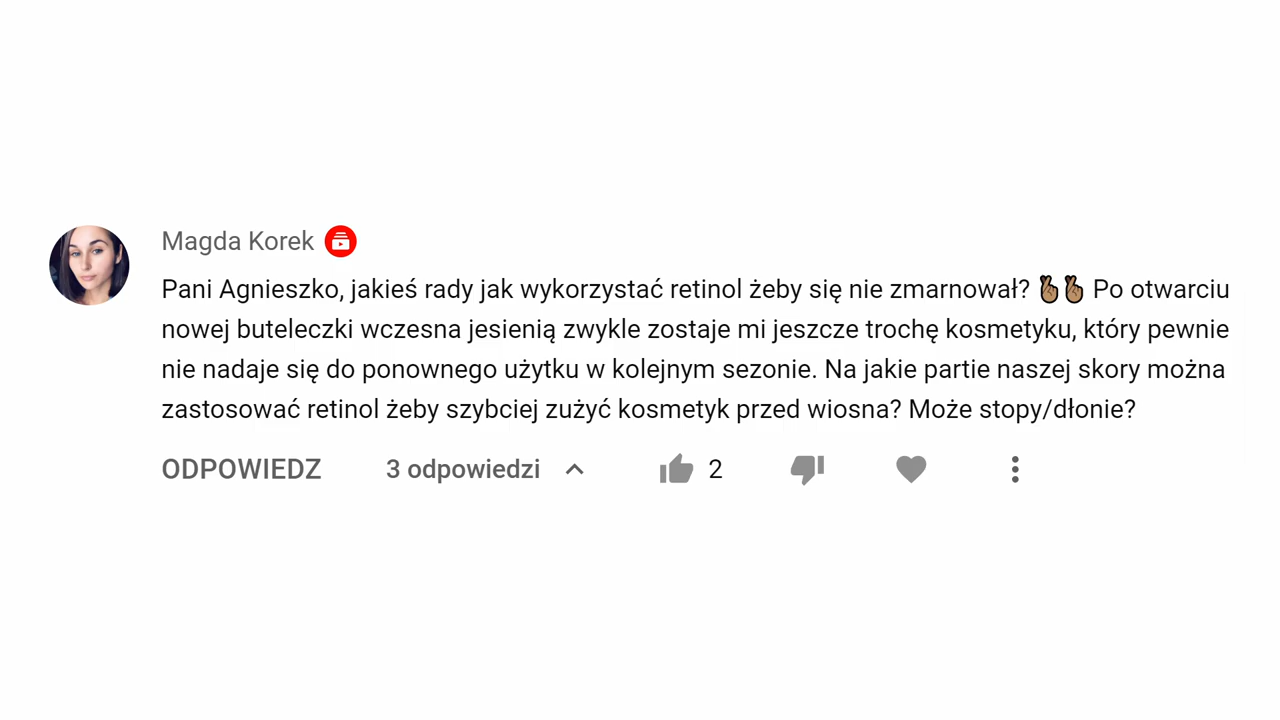 Magda Korek
Pani Agnieszko, jakieś rady jak wykorzystać retinol żeby się nie zmarnował? 🤞🏽🤞🏽 Po otwarciu
nowej buteleczki wczesna jesienią zwykle zostaje mi jeszcze trochę kosmetyku, który pewnie
nie nadaje się do ponownego użytku w kolejnym sezonie. Na jakie partie naszej skory można
zastosować retinol żeby szybciej zużyć kosmetyk przed wiosna? Może stopy/dłonie?
ODPOWIEDZ 3 odpowiedzi 2